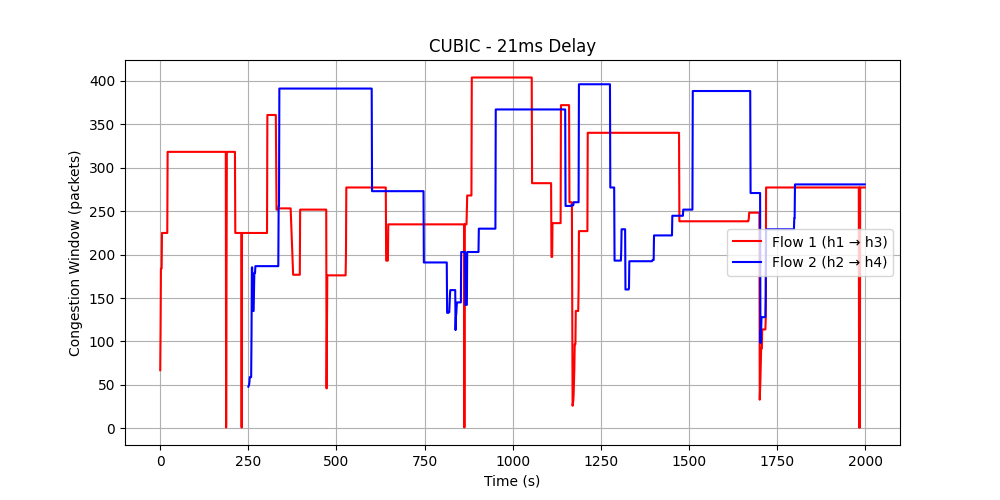 CUBIC - 21ms Delay
Congestion Window (packets)
400
350
300
250
200
150
100
50
0
Flow 1 (h1 → h3)
Flow 2 (h2 → h4)
0 250 500 750 1000 1250 1500 1750 2000
Time (s)